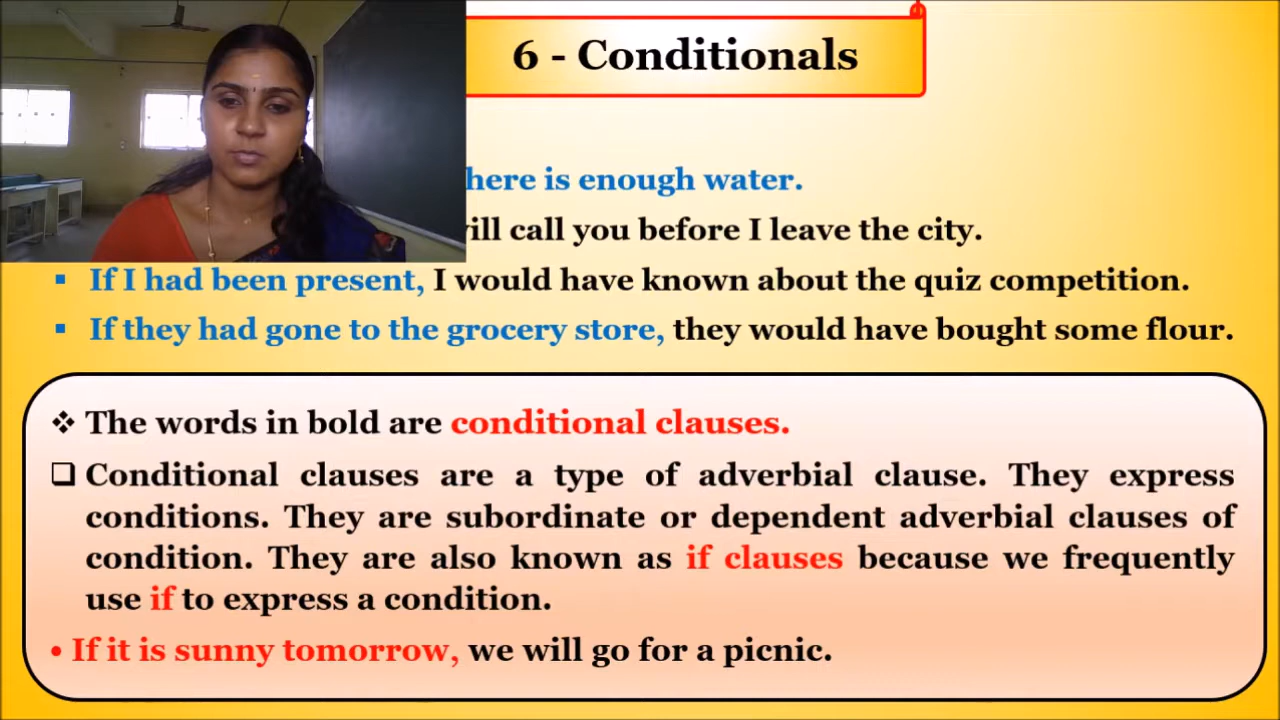 6 - Conditionals
here is enough water.
ill call you before I leave the city.
▪ If I had been present, I would have known about the quiz competition.
▪ If they had gone to the grocery store, they would have bought some flour.
❖ The words in bold are conditional clauses.
❑ Conditional clauses are a type of adverbial clause. They express
conditions. They are subordinate or dependent adverbial clauses of
condition. They are also known as if clauses because we frequently
use if to express a condition.
• If it is sunny tomorrow, we will go for a picnic.